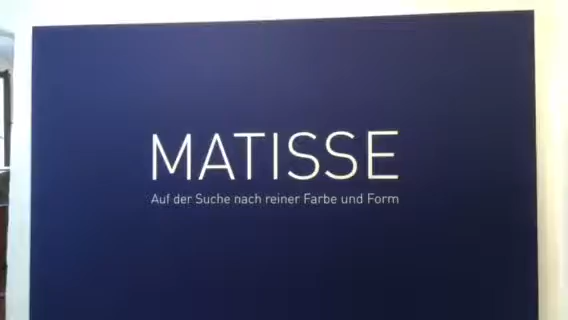 MATISSE
Auf der Suche nach reiner Farbe und Form